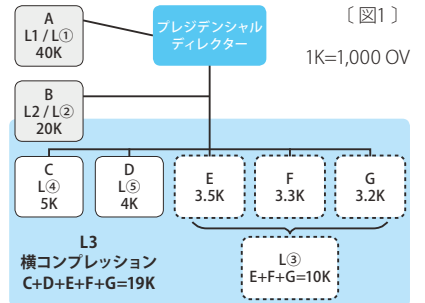 A
L1 / L①
40K
プレジデンシャル
ディレクター
〔 図1 〕
1K=1,000 OV
B
L2 / L②
20K
C
L④
5K
D
L⑤
4K
E
3.5K
F
3.3K
G
3.2K
L3
横コンプレッション
C+D+E+F+G=19K
L③
E+F+G=10K